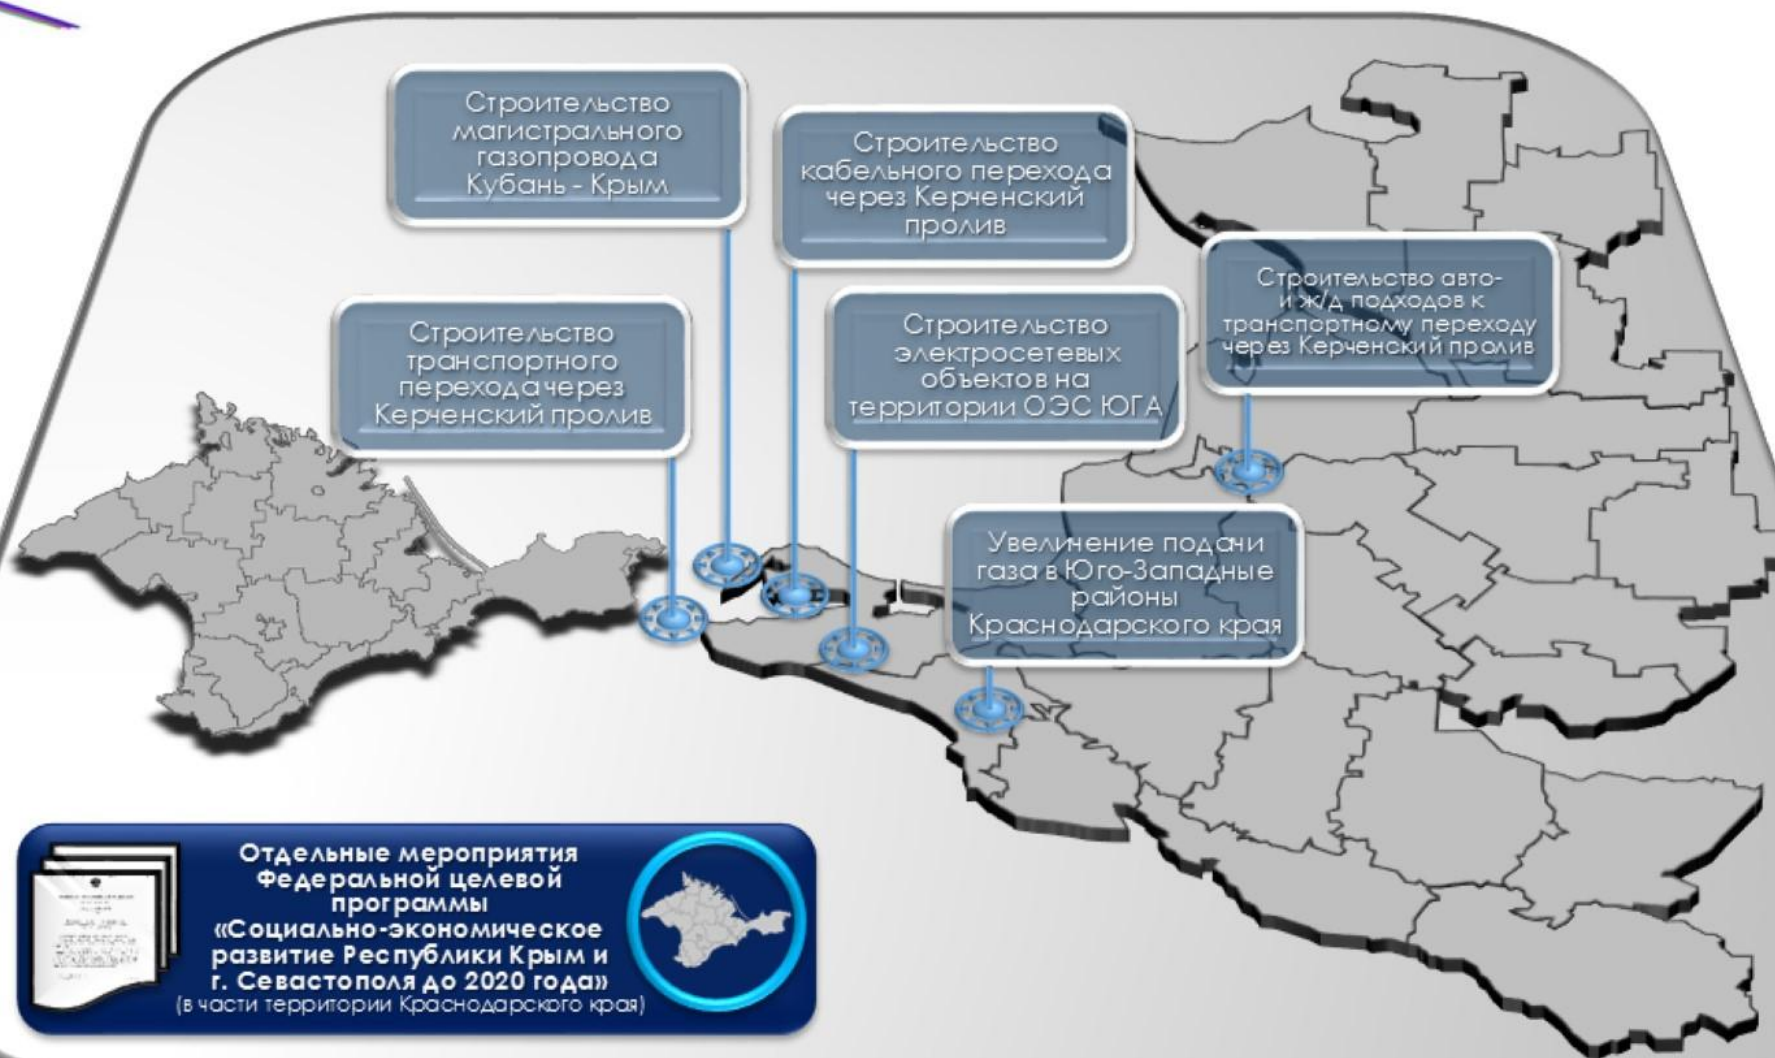 Строительство
магистрального
газопровода
Кубань - Крым
Строительство
кабельного перехода
через Керченский
пролив
Строительство авто-
и ж/д подходов к
транспортному переходу
через Керченский пролив
Строительство
транспортного
перехода через
Керченский пролив
Строительство
электросетевых
объектов на
территории ОЭС ЮГА
Увеличение подачи
газа в Юго-Западные
районы
Краснодарского края
Отдельные мероприятия
Федеральной целевой
программы
«Социально-экономическое
развитие Республики Крым и
г. Севастополя до 2020 года»
(в части территории Краснодарского края)